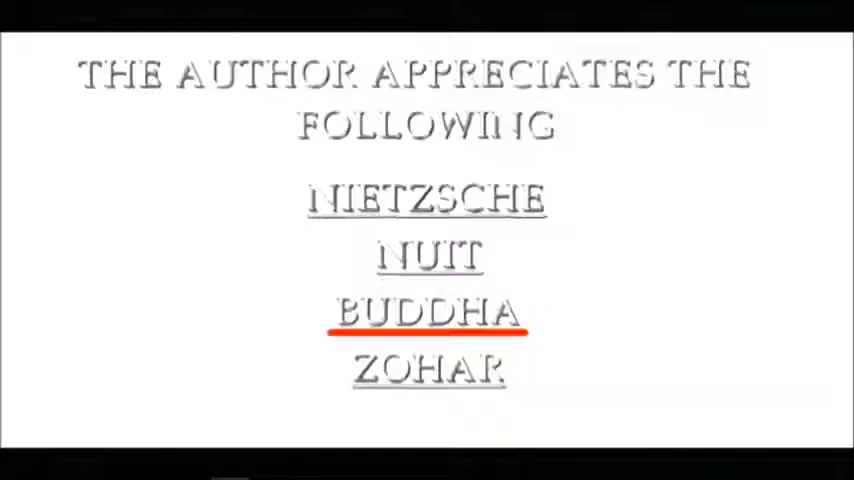 THE AUTHOR APPRECIATES THE
FOLLOWING
NIETZSCHE
NUIT
BUDDHA
ZOHAR